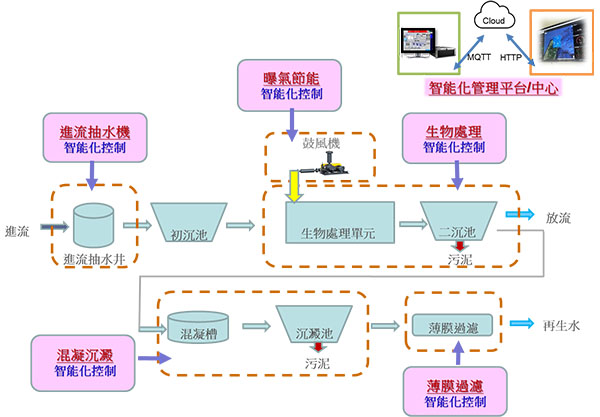 Cloud
MQTT
HTTP
智能化管理平台/中心
曝氣節能
智能化控制
進流抽水機
智能化控制
生物處理
智能化控制
鼓風機
進流
進流抽水井
初沉池
生物處理單元
二沉池
放流
污泥
混凝槽
沉澱池
薄膜過濾
再生水
污泥
混凝沉澱
智能化控制
薄膜過濾
智能化控制